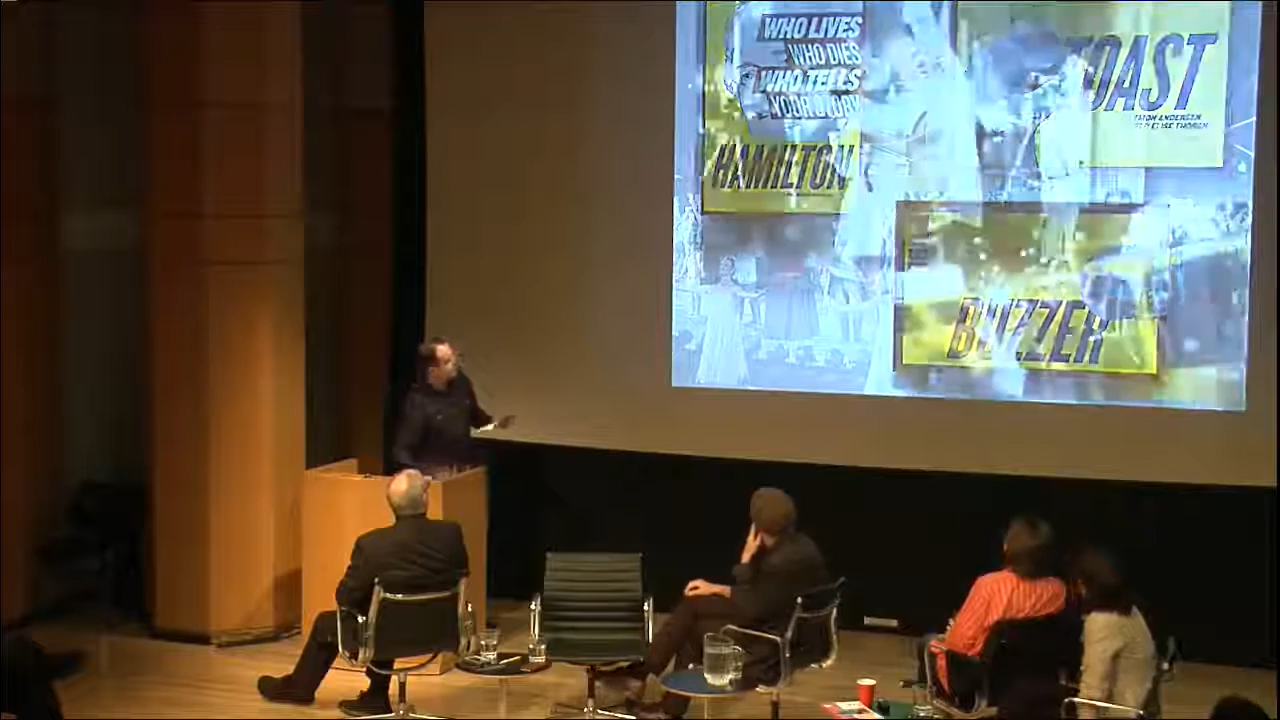 WHO LIVES
WHO DIES
WHO TELLS
YOUR STORY
HAMILTON
TOAST
BUZZER